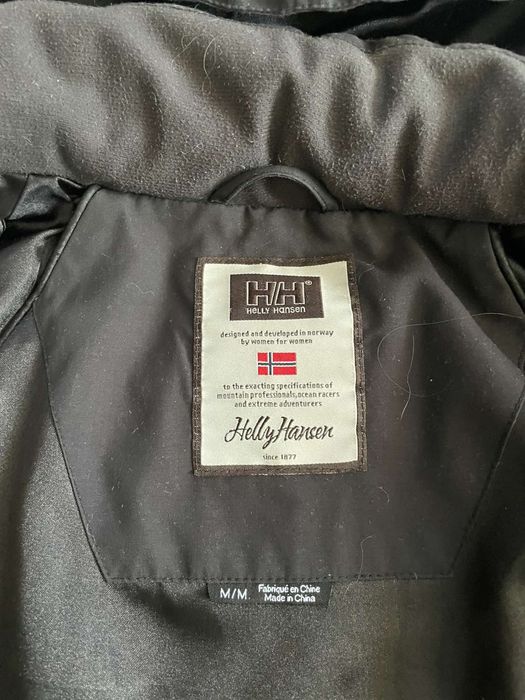 HH®
HELLY HANSEN
designed and developed in norway
by women for women
to the exacting specifications of
mountain professionals,ocean racers
and extreme adventurers
Helly Hansen
since 1877
M/M.
Fabriqué en Chine
Made in China